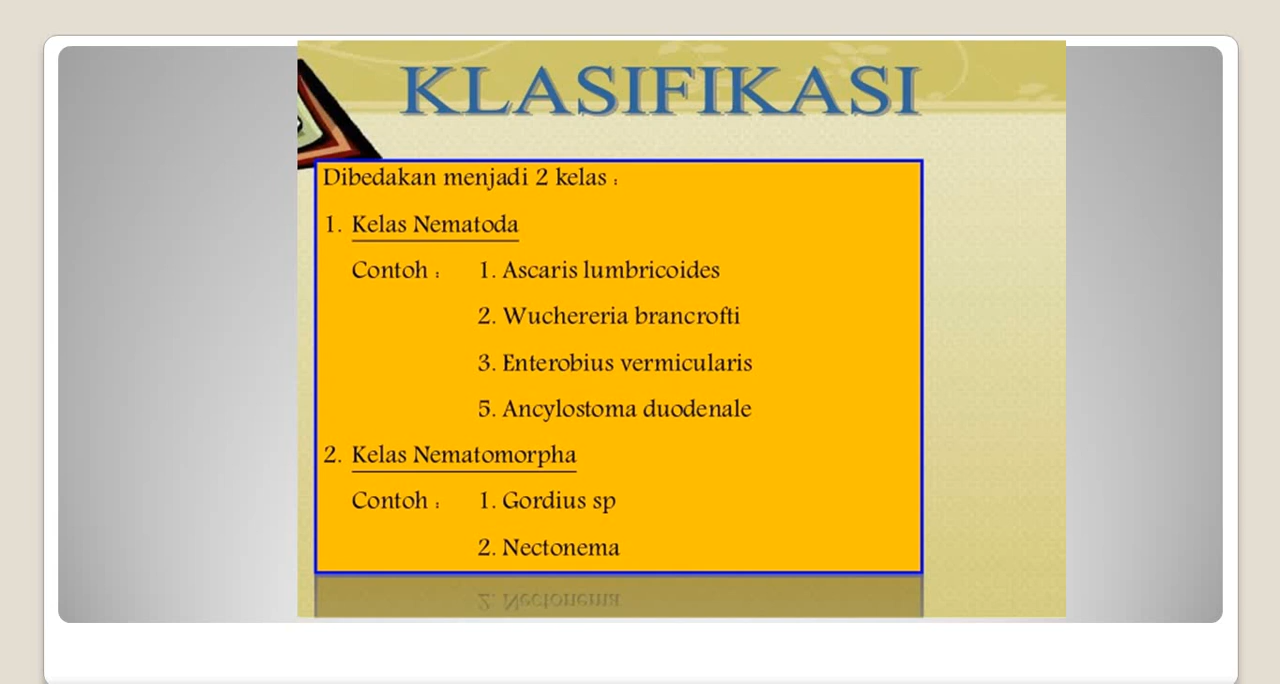 KLASIFIKASI
Dibedakan menjadi 2 kelas :
1. Kelas Nematoda
Contoh : 1. Ascaris lumbricoides
2. Wuchereria brancrofti
3. Enterobius vermicularis
5. Ancylostoma duodenale
2. Kelas Nematomorpha
Contoh : 1. Gordius sp
2. Nectonema